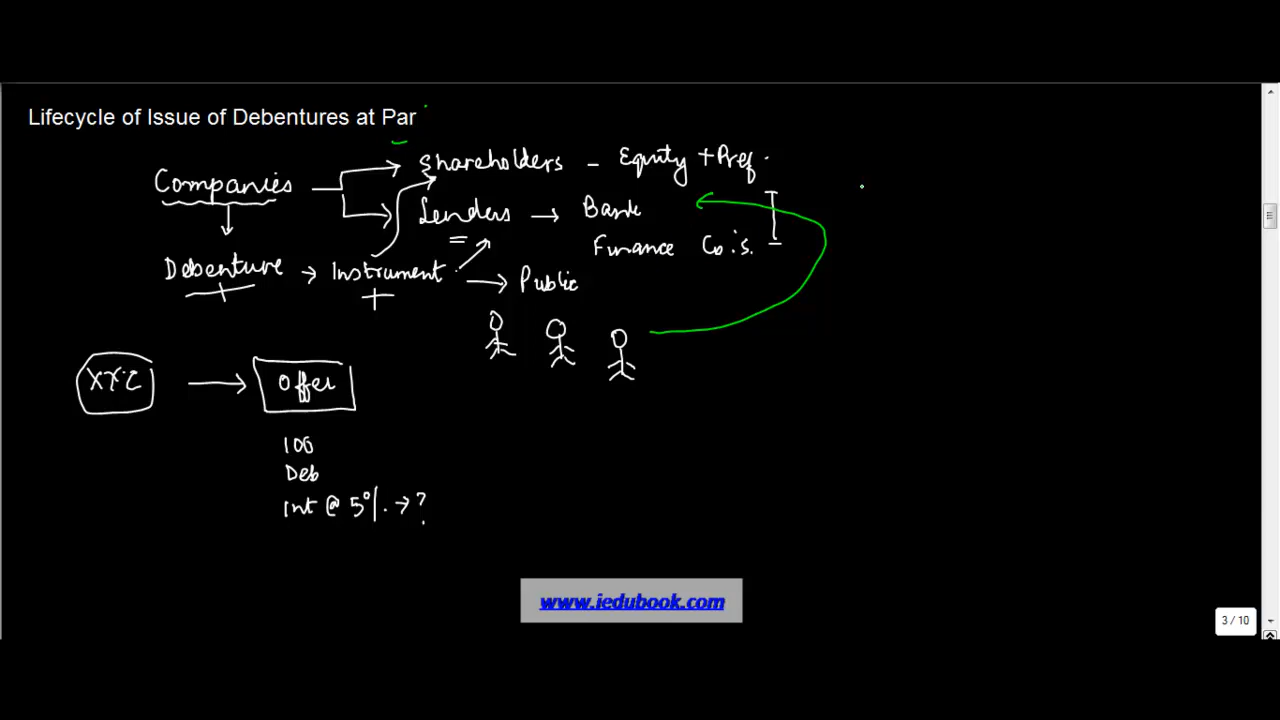 Lifecycle of Issue of Debentures at Par
Shareholders - Equity + Pref.
Companies
Lenders → Bank
Finance Co's.
Debenture → Instrument → Public
XYZ → Offer
100
Deb
Int @ 5% → ?
www.iedubook.com
3 / 10